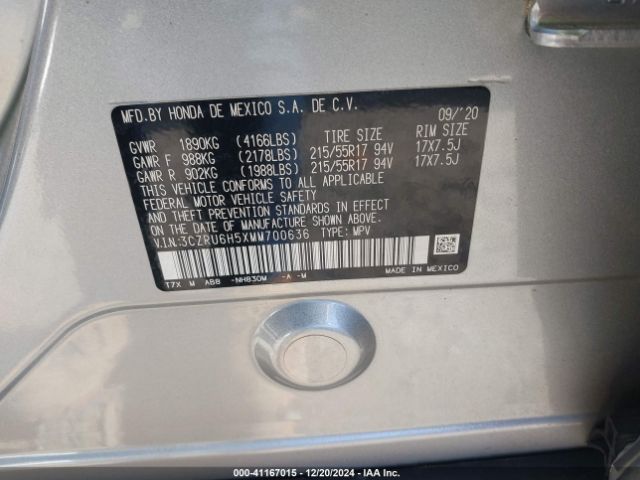 MFD.BY HONDA DE MEXICO S.A. DE C.V. 09/'20
GVWR 1890KG (4166LBS) TIRE SIZE RIM SIZE
GAWR F 988KG (2178LBS) 215/55R17 94V 17X7.5J
GAWR R 902KG (1988LBS) 215/55R17 94V 17X7.5J
THIS VEHICLE CONFORMS TO ALL APPLICABLE
FEDERAL MOTOR VEHICLE SAFETY
AND THEFT PREVENTION STANDARDS IN EFFECT
ON THE DATE OF MANUFACTURE SHOWN ABOVE.
V.I.N:3CZRU6H5XMM700636 TYPE: MPV
T7X M AB8 -NH830M -A -M MADE IN MEXICO
000-41167015 | 12/20/2024 | IAA Inc.